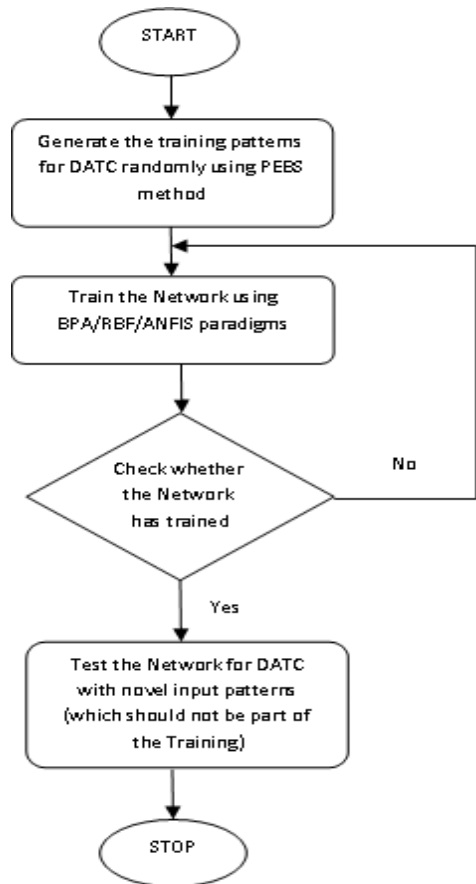 START
Generate the training patterns
for DATC randomly using PEBS
method
Train the Network using
BPA/RBF/ANFIS paradigms
Check whether
the Network
has trained
No
Yes
Test the Network for DATC
with novel input patterns
(which should not be part of
the Training)
STOP